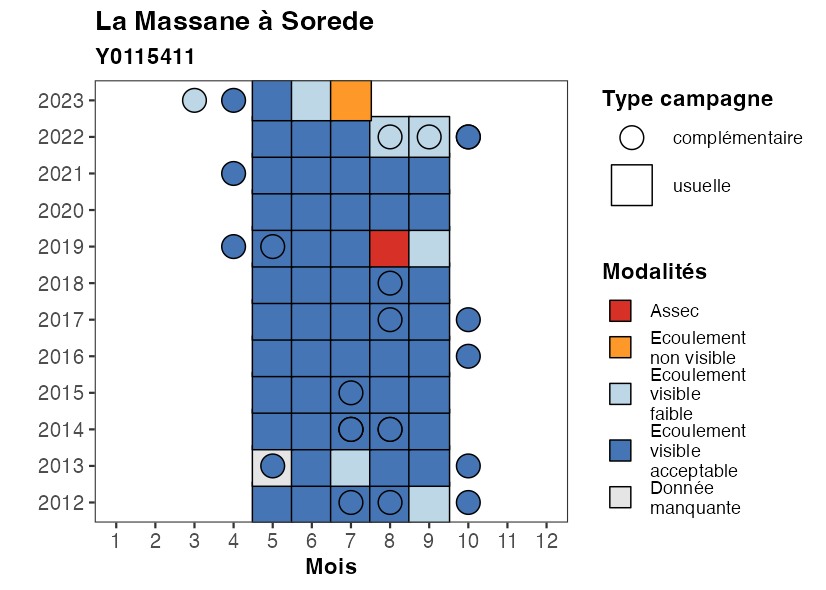 La Massane à Sorede
Y0115411
2023
2022
2021
2020
2019
2018
2017
2016
2015
2014
2013
2012
1 2 3 4 5 6 7 8 9 10 11 12
Mois
Type campagne
complémentaire
usuelle
Modalités
Assec
Ecoulement
non visible
Ecoulement
visible
faible
Ecoulement
visible
acceptable
Donnée
manquante